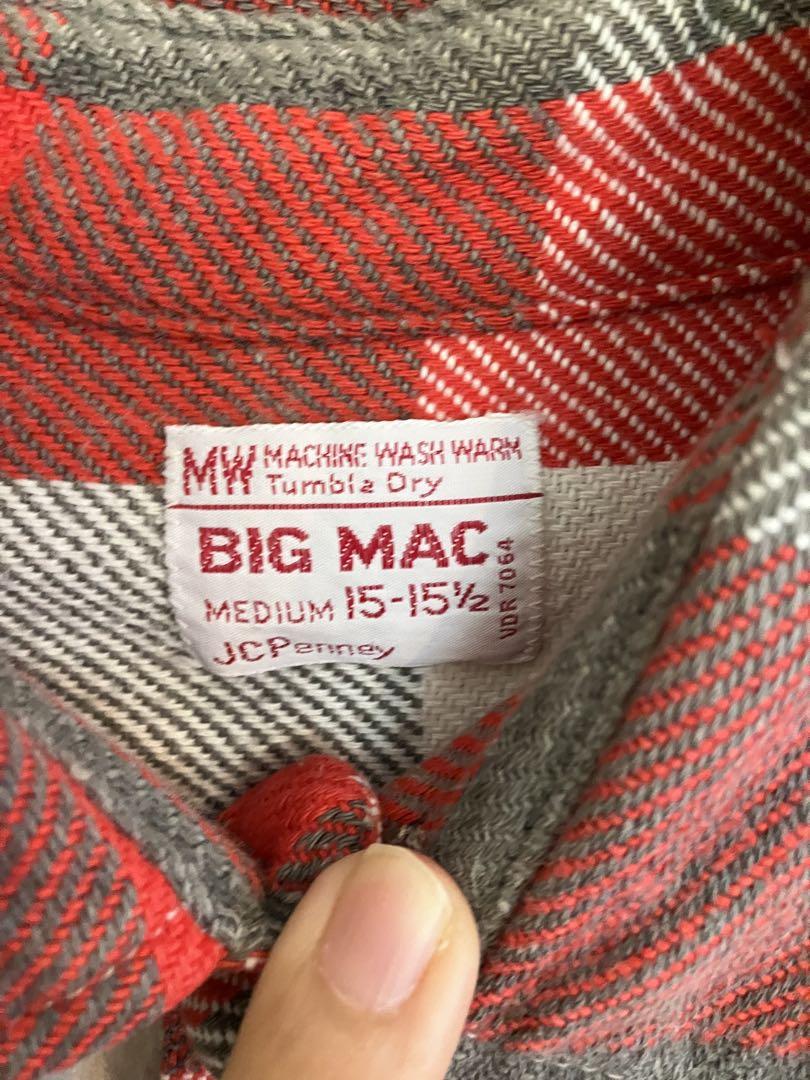 MW MACHINE WASH WARM
Tumble Dry
BIG MAC
MEDIUM 15-15½
JCPenney
VDR 7064